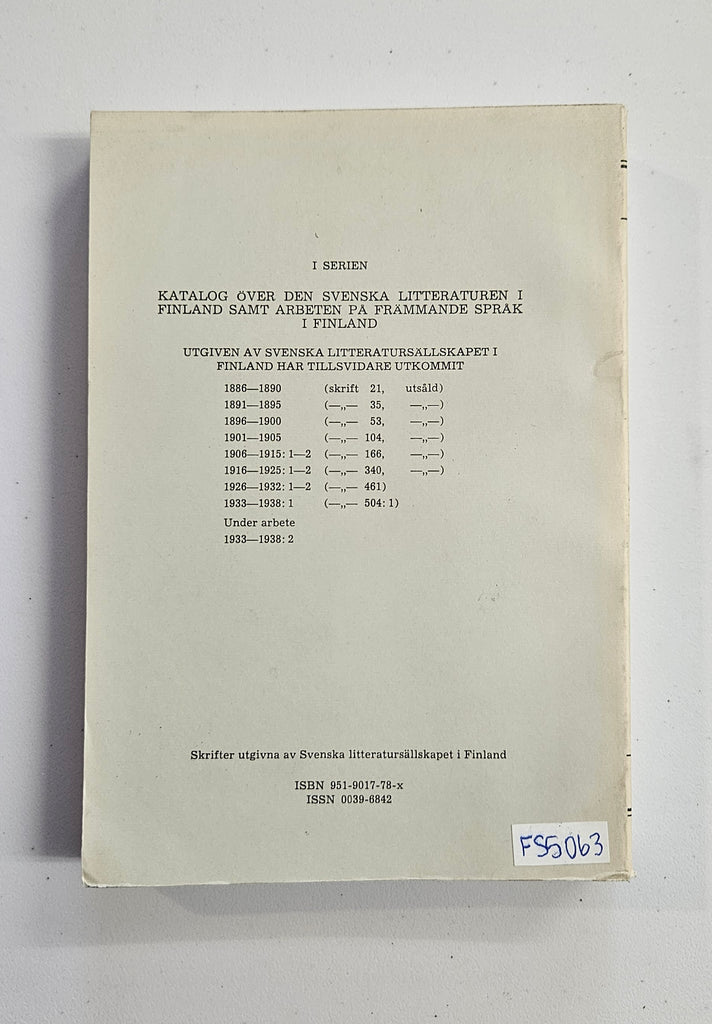 I SERIEN
KATALOG ÖVER DEN SVENSKA LITTERATUREN I
FINLAND SAMT ARBETEN PÅ FRÄMMANDE SPRÅK
I FINLAND
UTGIVEN AV SVENSKA LITTERATURSÄLLSKAPET I
FINLAND HAR TILLSVIDARE UTKOMMIT
1886—1890 (skrift 21, utsåld)
1891—1895 (—„— 35, —„—)
1896—1900 (—„— 53, —„—)
1901—1905 (—„— 104, —„—)
1906—1915: 1—2 (—„— 166, —„—)
1916—1925: 1—2 (—„— 340, —„—)
1926—1932: 1—2 (—„— 461)
1933—1938: 1 (—„— 504: 1)
Under arbete
1933—1938: 2
Skrifter utgivna av Svenska litteratursällskapet i Finland
ISBN 951-9017-78-x
ISSN 0039-6842
FS5063